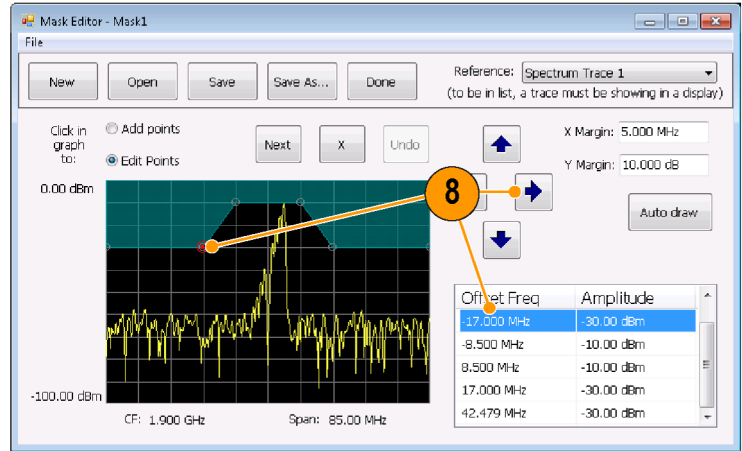 Mask Editor - Mask1
File
New Open Save Save As... Done
Reference: Spectrum Trace 1
(to be in list, a trace must be showing in a display)
Click in graph to:
Add points
Edit Points
Next X Undo
X Margin: 5.000 MHz
Y Margin: 10.000 dB
Auto draw
8
0.00 dBm
-100.00 dBm
CF: 1.900 GHz Span: 85.00 MHz
Offset Freq Amplitude
-17.000 MHz -30.00 dBm
-8.500 MHz -10.00 dBm
8.500 MHz -10.00 dBm
17.000 MHz -30.00 dBm
42.479 MHz -30.00 dBm